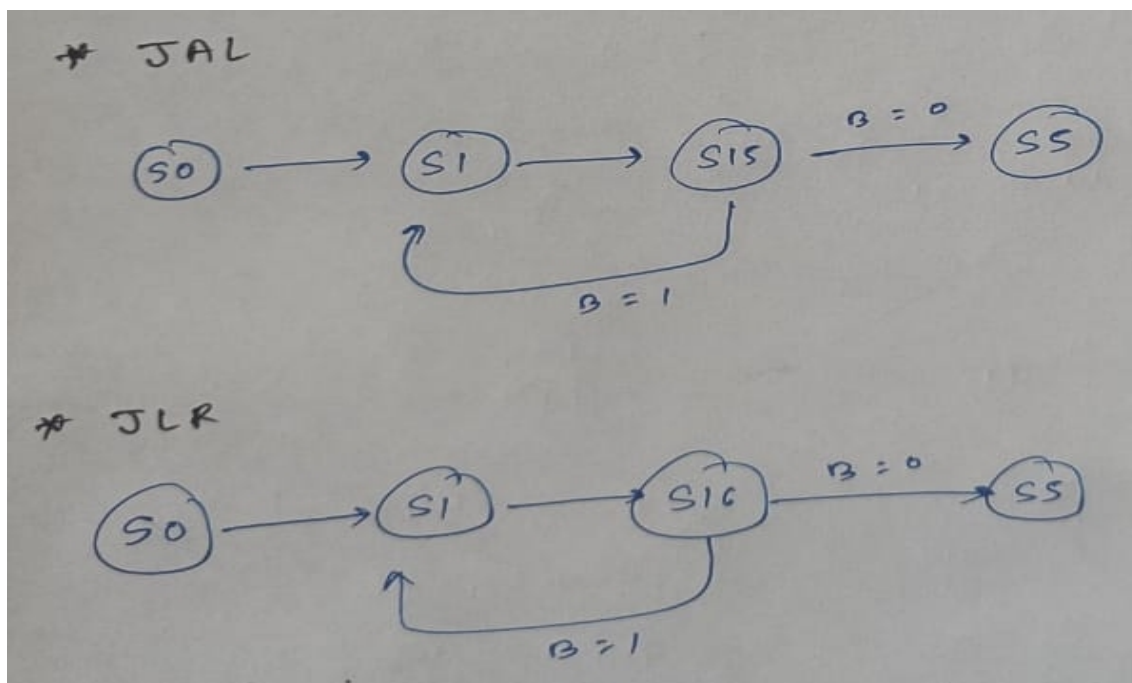 * JAL
S0 S1 S15 B = 0 S5
B = 1
* JLR
S0 S1 S16 B = 0 S5
B = 1